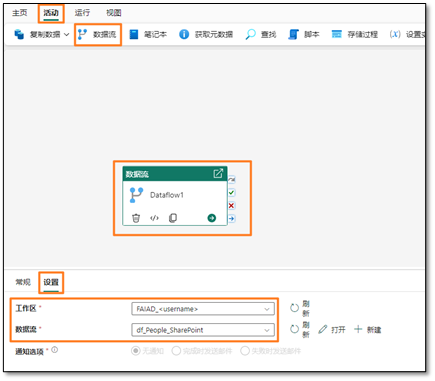 主页 活动 运行 视图
复制数据 数据流 笔记本 获取元数据 查找 脚本 存储过程 (x) 设置变
数据流
Dataflow1
常规 设置
工作区 * FAIAD_<username> 刷新
数据流 * df_People_SharePoint 刷新 打开 新建
通知选项 * 无通知 完成时发送邮件 失败时发送邮件